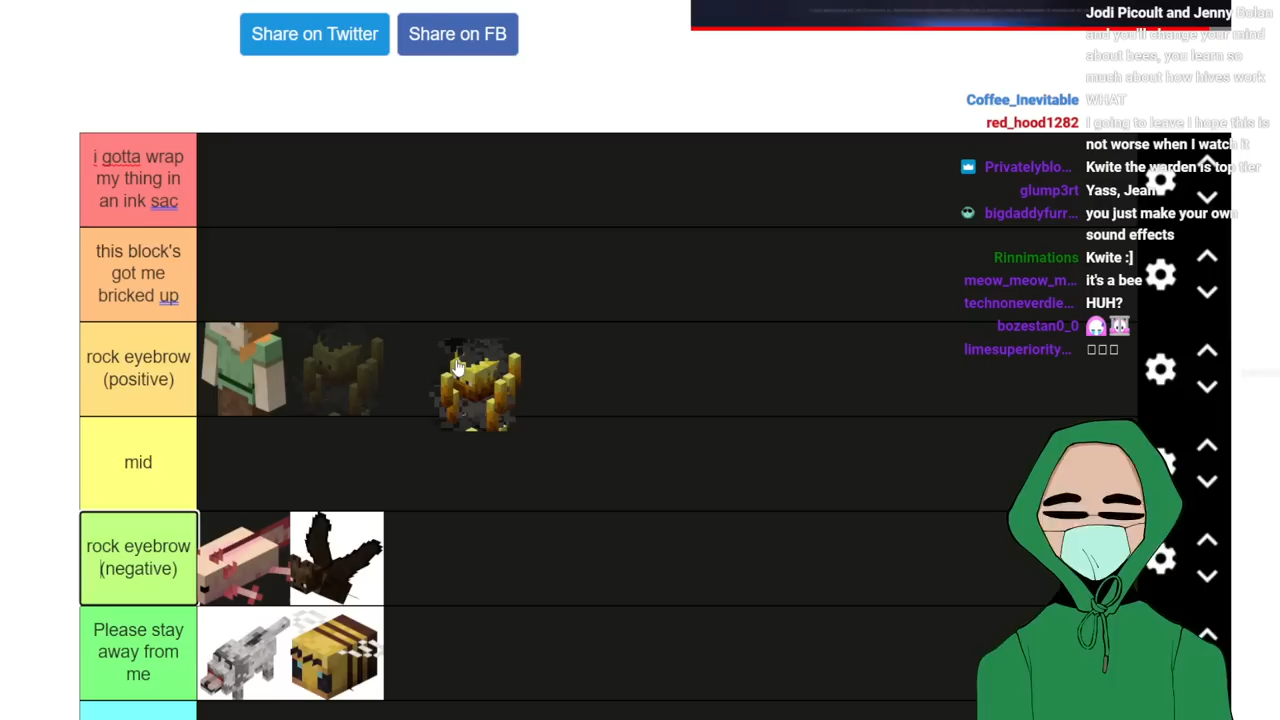 Share on Twitter
Share on FB
Jodi Picoult and Jenny Bolan
and you'll change your mind
about bees, you learn so
much about how hives work
Coffee_Inevitable WHAT
red_hood1282 I going to leave I hope this is
not worse when I watch it
Privatelyblo... Kwite the warden is top tier
glump3rt Yass, Jean
bigdaddyfurr... you just make your own
sound effects
Rinnimations Kwite :]
meow_meow_m... it's a bee
technoneverdie... HUH?
bozestan0_0
limesuperiority...
i gotta wrap
my thing in
an ink sac
this block's
got me
bricked up
rock eyebrow
(positive)
mid
rock eyebrow
(negative)
Please stay
away from
me